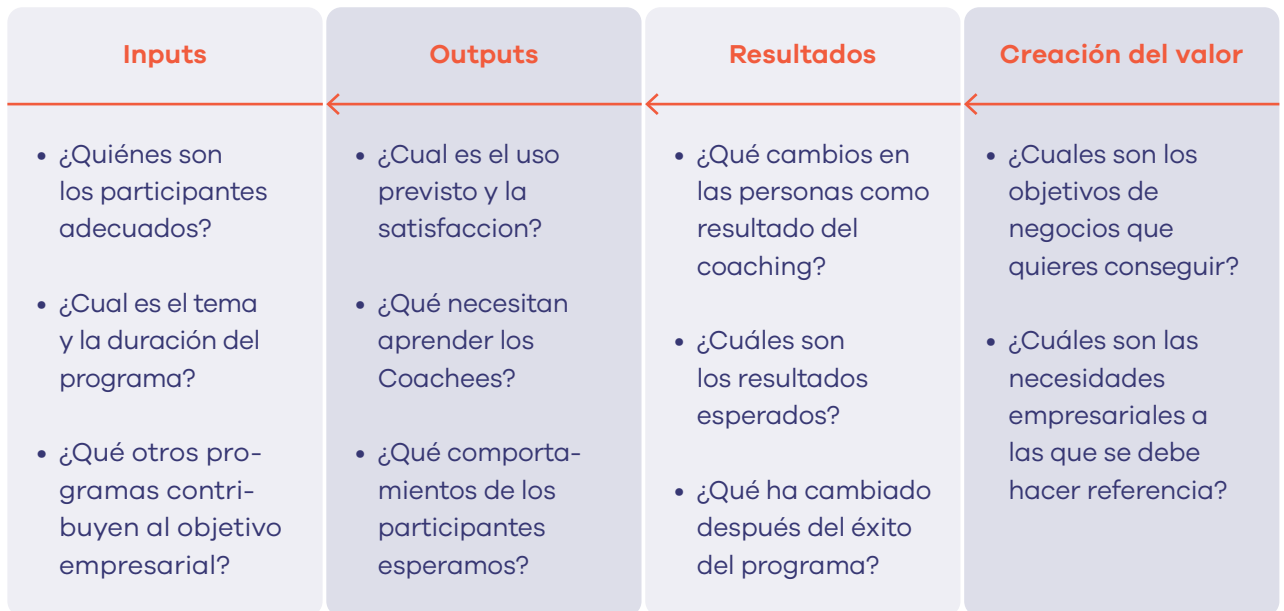 Inputs
• ¿Quiénes son
los participantes
adecuados?
• ¿Cual es el tema
y la duración del
programa?
• ¿Qué otros pro-
gramas contri-
buyen al objetivo
empresarial?
Outputs
• ¿Cual es el uso
previsto y la
satisfaccion?
• ¿Qué necesitan
aprender los
Coachees?
• ¿Qué comporta-
mientos de los
participantes
esperamos?
Resultados
• ¿Qué cambios en
las personas como
resultado del
coaching?
• ¿Cuáles son
los resultados
esperados?
• ¿Qué ha cambiado
después del éxito
del programa?
Creación del valor
• ¿Cuales son los
objetivos de
negocios que
quieres conseguir?
• ¿Cuáles son las
necesidades
empresariales a
las que se debe
hacer referencia?